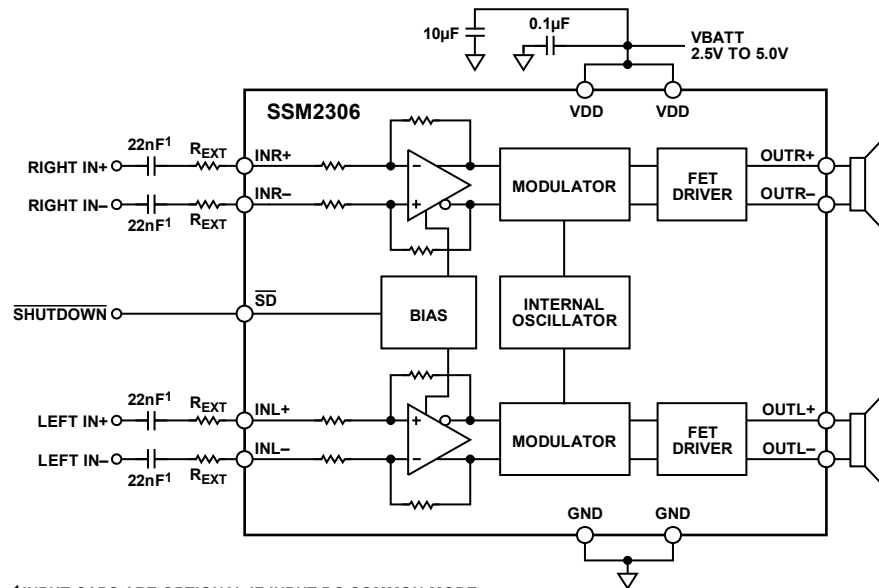 10µF
0.1µF
VBATT
2.5V TO 5.0V
VDD
VDD
SSM2306
22nF¹
REXT
INR+
RIGHT IN+
RIGHT IN–
INR–
22nF¹
REXT
MODULATOR
FET
DRIVER
OUTR+
OUTR–
SHUTDOWN
SD
BIAS
INTERNAL
OSCILLATOR
22nF¹
REXT
INL+
LEFT IN+
LEFT IN–
INL–
22nF¹
REXT
MODULATOR
FET
DRIVER
OUTL+
OUTL–
GND
GND